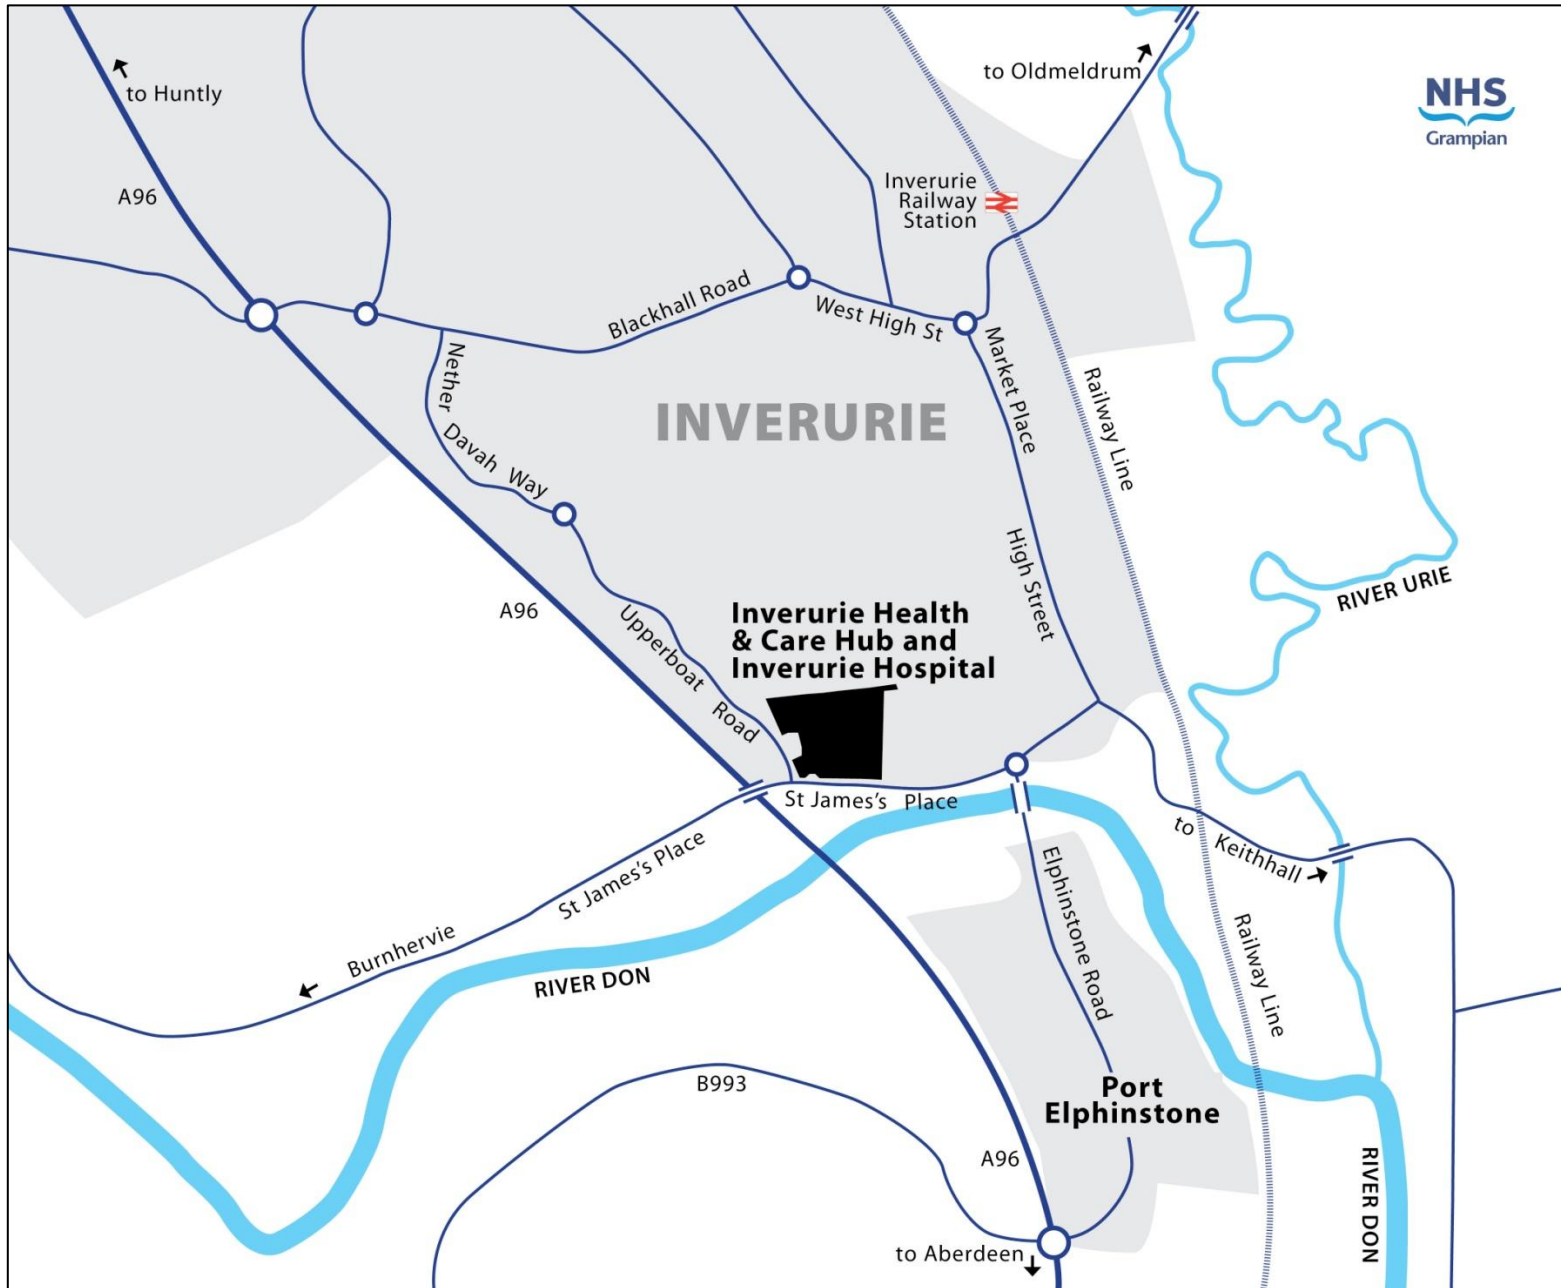 to Huntly
to Oldmeldrum
NHS
Grampian
A96
Inverurie
Railway
Station
Blackhall Road
West High St
Market Place
Nether Davah Way
Railway Line
INVERURIE
High Street
A96
RIVER URIE
Upperboat Road
Inverurie Health
& Care Hub and
Inverurie Hospital
St James's Place
to Keithhall
St James's Place
Elphinstone Road
Burnhervie
RIVER DON
Railway Line
B993
Port
Elphinstone
A96
RIVER DON
to Aberdeen